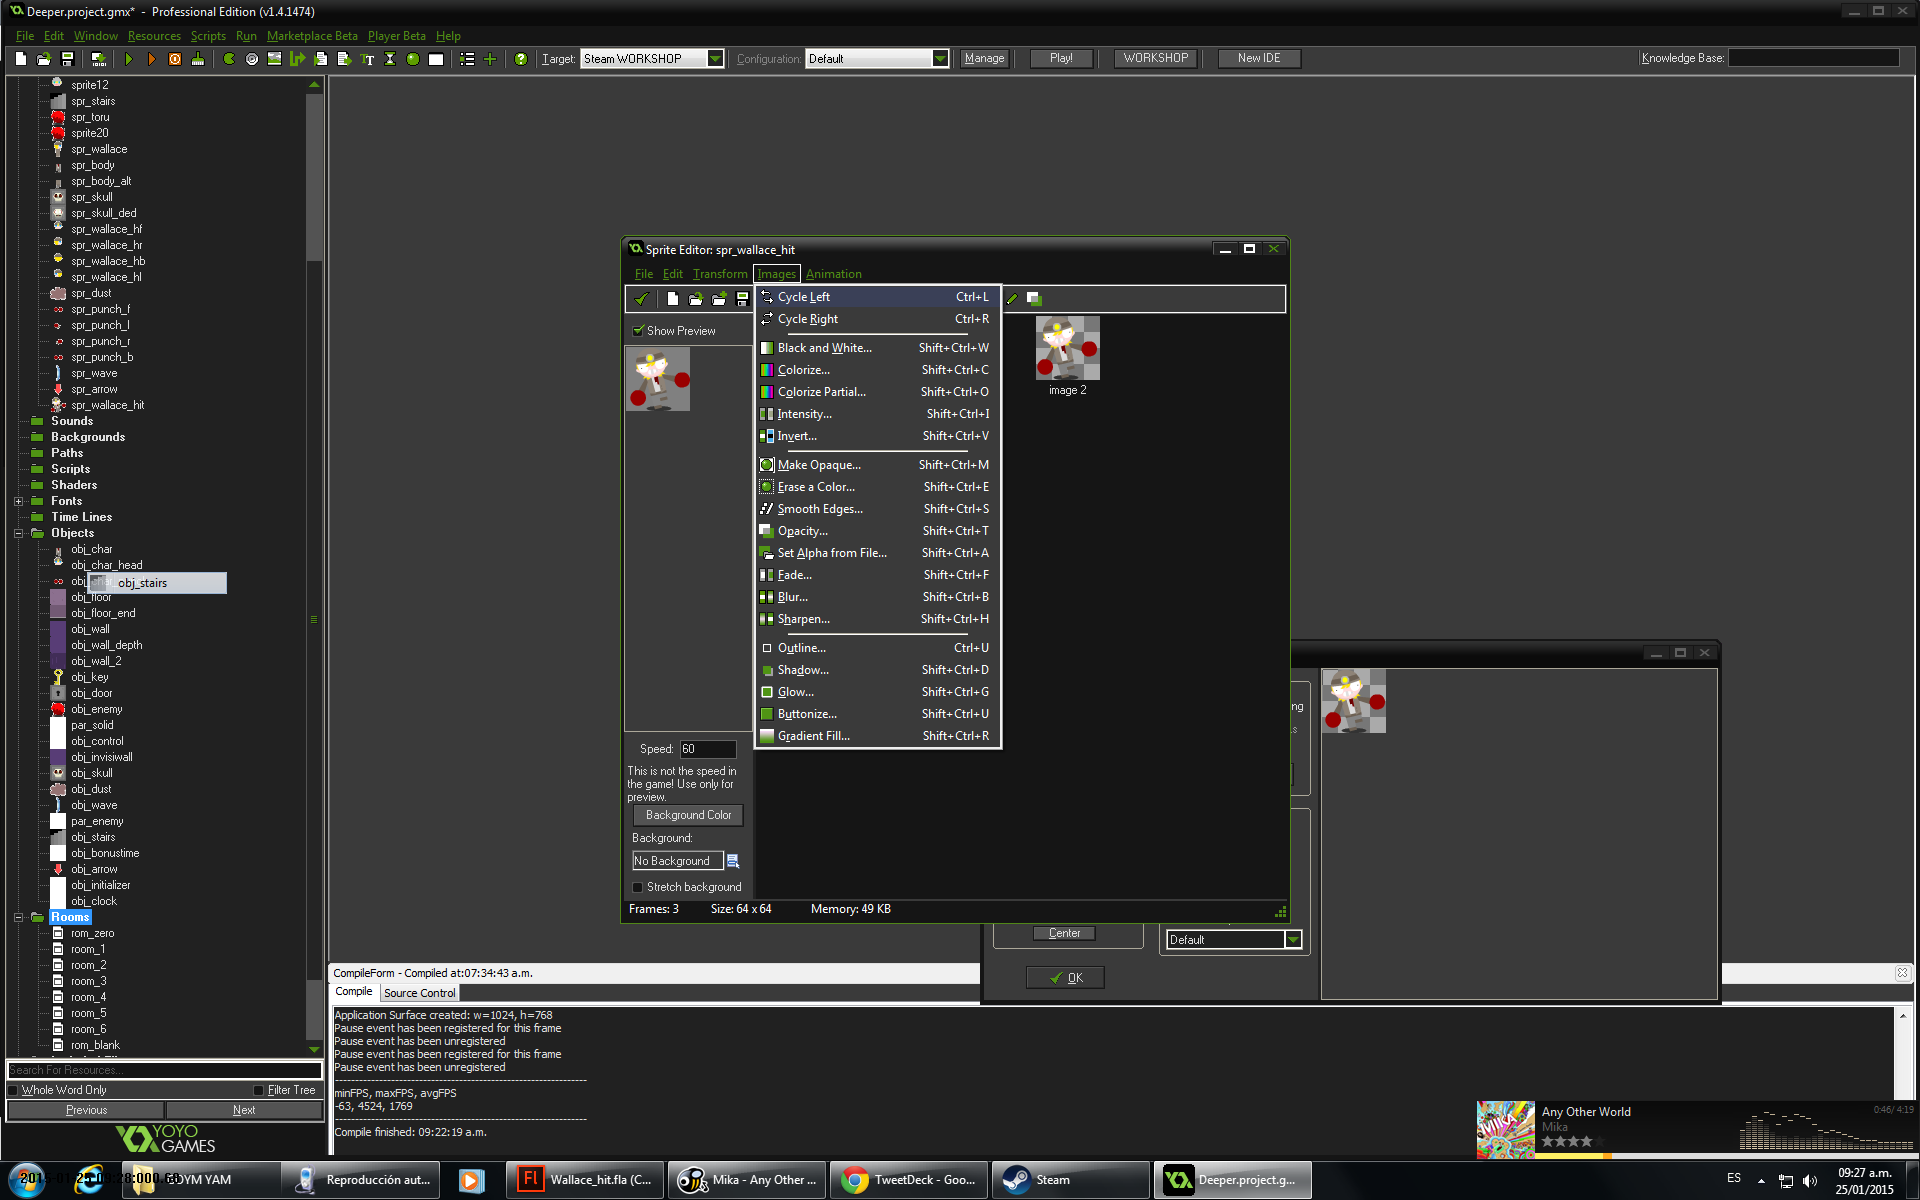 Deeper.project.gmx* - Professional Edition (v1.4.1474)
File Edit Window Resources Scripts Run Marketplace Beta Player Beta Help
Target: Steam WORKSHOP Configuration: Default Manage Play! WORKSHOP New IDE Knowledge Base:
sprite12
spr_stairs
spr_toru
sprite20
spr_wallace
spr_body
spr_body_alt
spr_skull
spr_skull_ded
spr_wallace_hf
spr_wallace_hr
spr_wallace_hb
spr_wallace_hl
spr_dust
spr_punch_f
spr_punch_l
spr_punch_r
spr_punch_b
spr_wave
spr_arrow
spr_wallace_hit
Sounds
Backgrounds
Paths
Scripts
Shaders
Fonts
Time Lines
Objects
obj_char
obj_char_head
obj_stairs
obj_floor
obj_floor_end
obj_wall
obj_wall_depth
obj_wall_2
obj_key
obj_door
obj_enemy
par_solid
obj_control
obj_invisiwall
obj_skull
obj_dust
obj_wave
par_enemy
obj_stairs
obj_bonustime
obj_arrow
obj_initializer
obj_clock
Rooms
rom_zero
room_1
room_2
room_3
room_4
room_5
room_6
rom_blank
Search For Resources...
Whole Word Only Filter Tree
Previous Next
YOYO
GAMES
Sprite Editor: spr_wallace_hit
File Edit Transform Images Animation
Show Preview
Cycle Left Ctrl+L
Cycle Right Ctrl+R
Black and White... Shift+Ctrl+W
Colorize... Shift+Ctrl+C
Colorize Partial... Shift+Ctrl+O
Intensity... Shift+Ctrl+I
Invert... Shift+Ctrl+V
Make Opaque... Shift+Ctrl+M
Erase a Color... Shift+Ctrl+E
Smooth Edges... Shift+Ctrl+S
Opacity... Shift+Ctrl+T
Set Alpha from File... Shift+Ctrl+A
Fade... Shift+Ctrl+F
Blur... Shift+Ctrl+B
Sharpen... Shift+Ctrl+H
Outline... Ctrl+U
Shadow... Shift+Ctrl+D
Glow... Shift+Ctrl+G
Buttonize... Shift+Ctrl+U
Gradient Fill... Shift+Ctrl+R
image 2
Speed: 60
This is not the speed in
the game! Use only for
preview.
Background Color
Background:
No Background
Stretch background
Frames: 3 Size: 64 x 64 Memory: 49 KB
ng
s
Center
Default
OK
CompileForm - Compiled at:07:34:43 a.m.
Compile Source Control
Application Surface created: w=1024, h=768
Pause event has been registered for this frame
Pause event has been unregistered
Pause event has been registered for this frame
Pause event has been unregistered
minFPS, maxFPS, avgFPS
-63, 4524, 1769
Compile finished: 09:22:19 a.m.
MIKA
Any Other World
Mika
0:46/ 4:19
YAM
Reproducción aut...
Fl
Wallace_hit.fla (C...
Mika - Any Other ...
TweetDeck - Goo...
Steam
Deeper.project.g...
ES
09:27 a.m.
25/01/2015